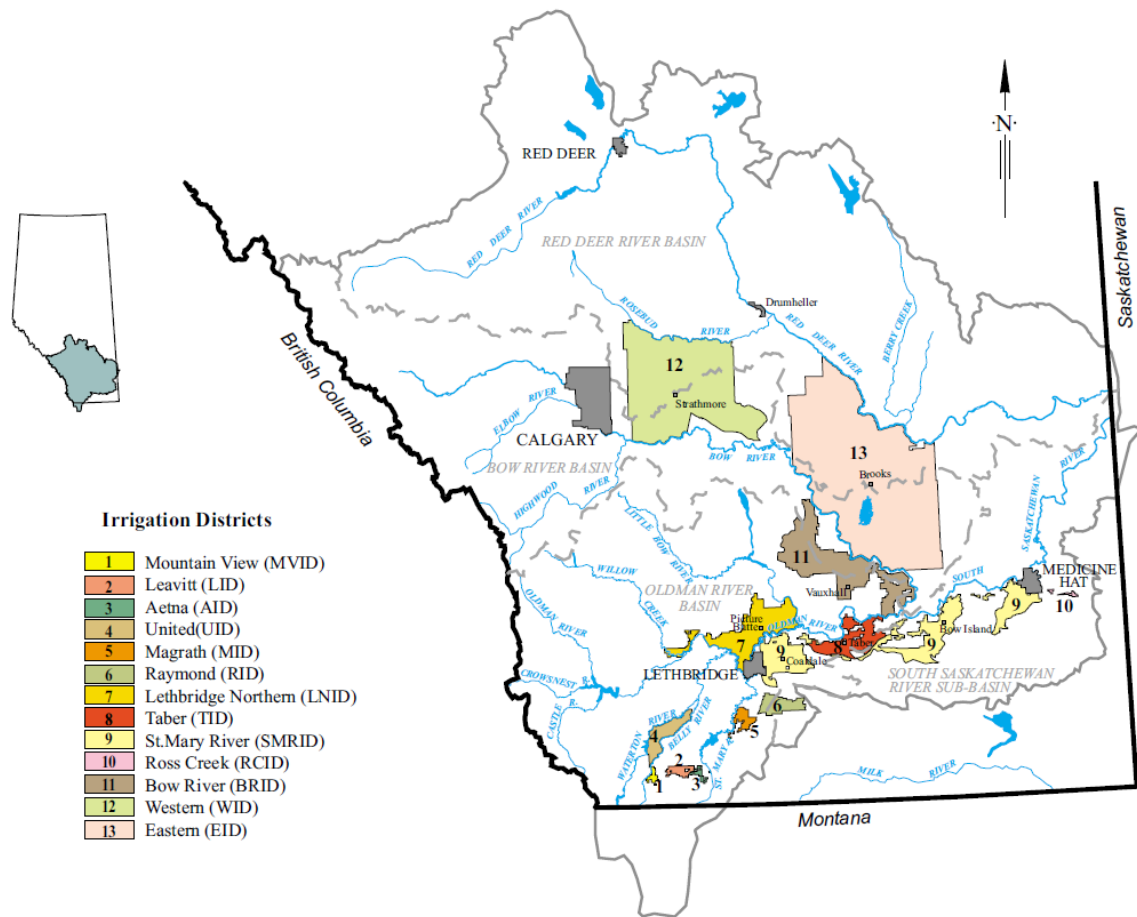 ·N·
RED DEER
RED DEER RIVER
RED DEER RIVER BASIN
Saskatchewan
Drumheller
ROSEBUD RIVER
RED DEER RIVER
BERRY CREEK
British Columbia
12
Strathmore
ELBOW RIVER
CALGARY
BOW RIVER
BOW RIVER BASIN
13
Brooks
HIGHWOOD RIVER
LITTLE BOW RIVER
SOUTH SASKATCHEWAN RIVER
11
Vauxhall
MEDICINE
HAT
10
WILLOW CREEK
OLDMAN RIVER
BASIN
OLDMAN RIVER
Picture
Butte
OLDMAN RIVER
7
9
Coaldale
8
Taber
9
Bow Island
9
LETHBRIDGE
SOUTH SASKATCHEWAN
RIVER SUB-BASIN
CROWSNEST R.
CASTLE R.
6
5
4
WATERTON RIVER
BELLY RIVER
ST. MARY R.
2
1
3
MILK RIVER
Montana
Irrigation Districts
1 Mountain View (MVID)
2 Leavitt (LID)
3 Aetna (AID)
4 United(UID)
5 Magrath (MID)
6 Raymond (RID)
7 Lethbridge Northern (LNID)
8 Taber (TID)
9 St.Mary River (SMRID)
10 Ross Creek (RCID)
11 Bow River (BRID)
12 Western (WID)
13 Eastern (EID)